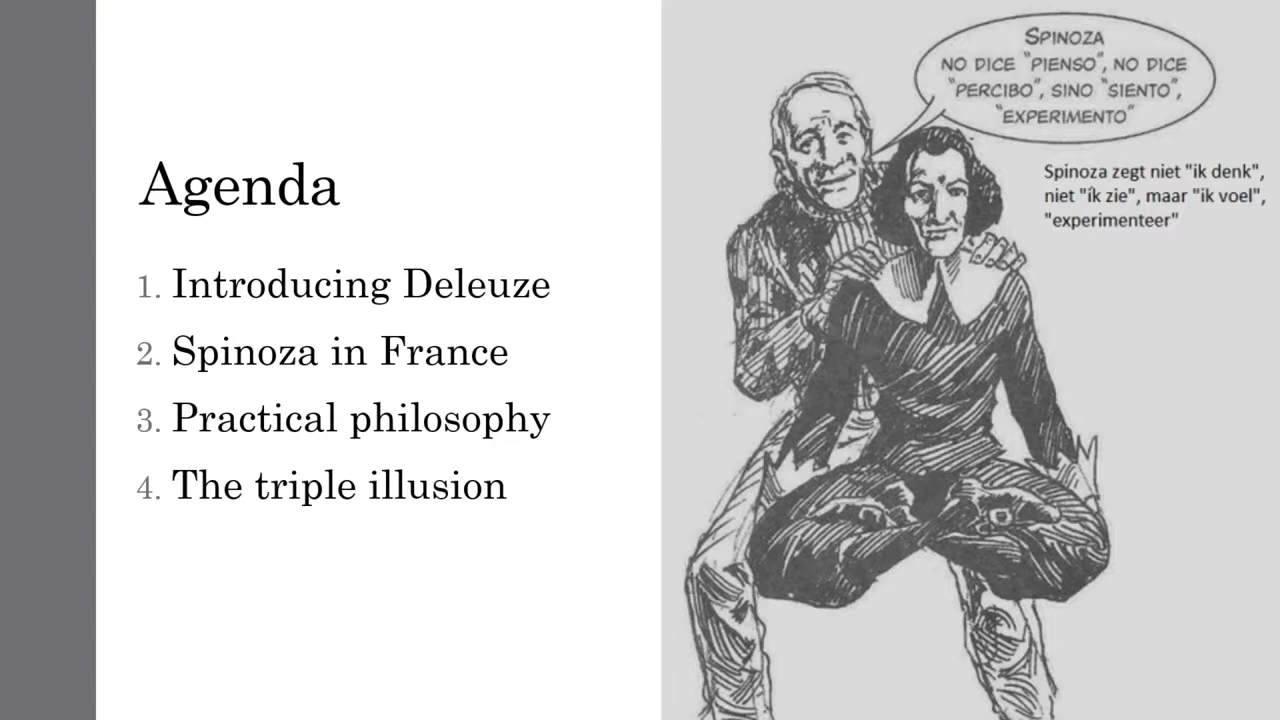 Agenda
1. Introducing Deleuze
2. Spinoza in France
3. Practical philosophy
4. The triple illusion
SPINOZA
NO DICE "PIENSO", NO DICE
"PERCIBO", SINO "SIENTO",
"EXPERIMENTO"
Spinoza zegt niet "ik denk",
niet "ik zie", maar "ik voel",
"experimenteer"